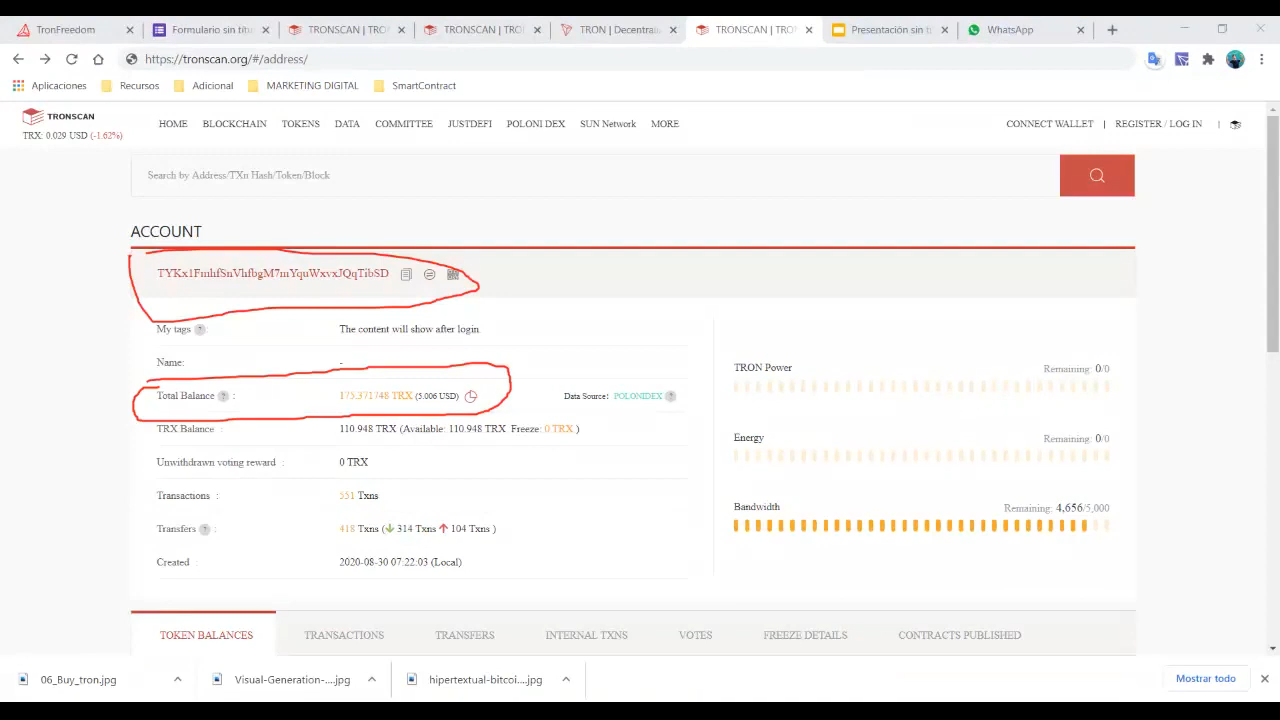 TronFreedom
Formulario sin títu
TRONSCAN | TRO
TRONSCAN | TRO
TRON | Decentral
TRONSCAN | TRO
Presentación sin t
WhatsApp
https://tronscan.org/#/address/
Aplicaciones Recursos Adicional MARKETING DIGITAL SmartContract
TRONSCAN
TRX: 0.029 USD (-1.62%)
HOME BLOCKCHAIN TOKENS DATA COMMITTEE JUSTDEFI POLONI DEX SUN Network MORE
CONNECT WALLET | REGISTER / LOG IN |
Search by Address/TXn Hash/Token/Block
ACCOUNT
TYKx1FmhfSnVhfbgM7mYquWxvxJQqTibSD
My tags ? : The content will show after login.
Name: -
Total Balance ? : 175.371748 TRX (5.006 USD) Data Source: POLONIDEX ?
TRX Balance : 110.948 TRX (Available: 110.948 TRX Freeze: 0 TRX )
Unwithdrawn voting reward : 0 TRX
Transactions : 551 Txns
Transfers ? : 418 Txns ( 314 Txns 104 Txns )
Created : 2020-08-30 07:22:03 (Local)
TRON Power Remaining: 0/0
Energy Remaining: 0/0
Bandwidth Remaining: 4,656/5,000
TOKEN BALANCES TRANSACTIONS TRANSFERS INTERNAL TXNS VOTES FREEZE DETAILS CONTRACTS PUBLISHED
06_Buy_tron.jpg Visual-Generation-....jpg hipertextual-bitcoi....jpg Mostrar todo